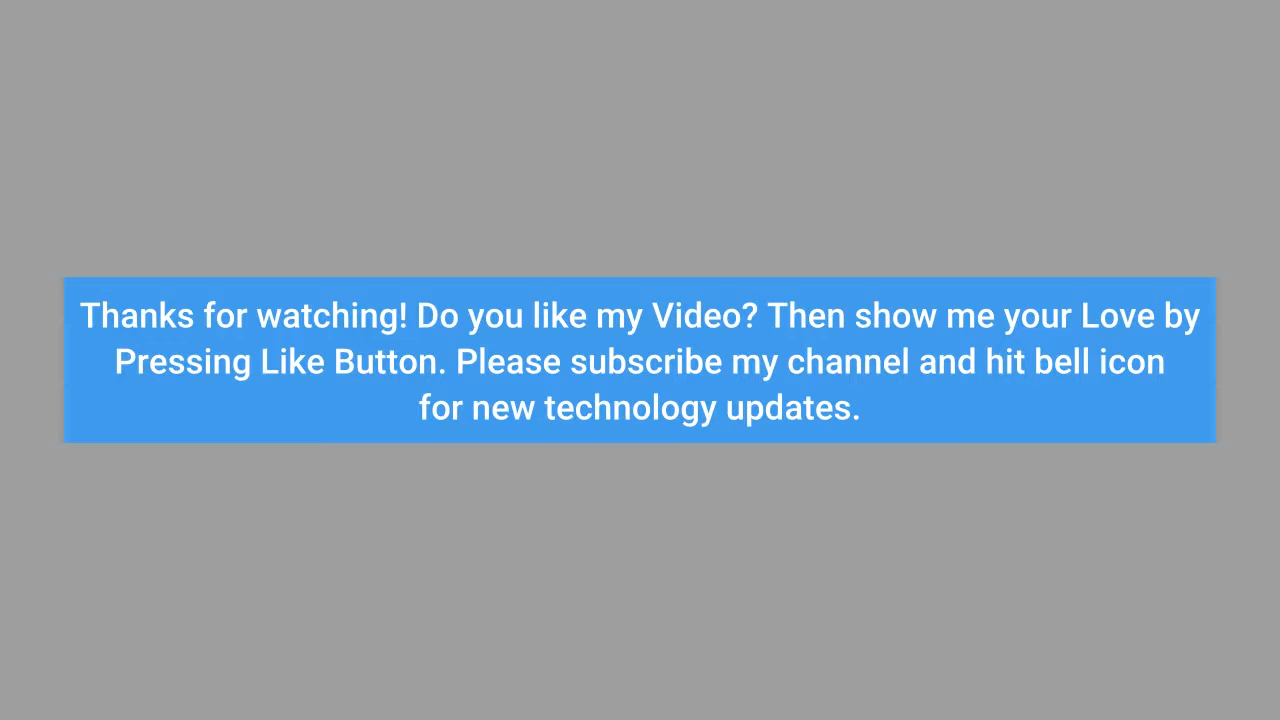 Thanks for watching! Do you like my Video? Then show me your Love by
Pressing Like Button. Please subscribe my channel and hit bell icon
for new technology updates.